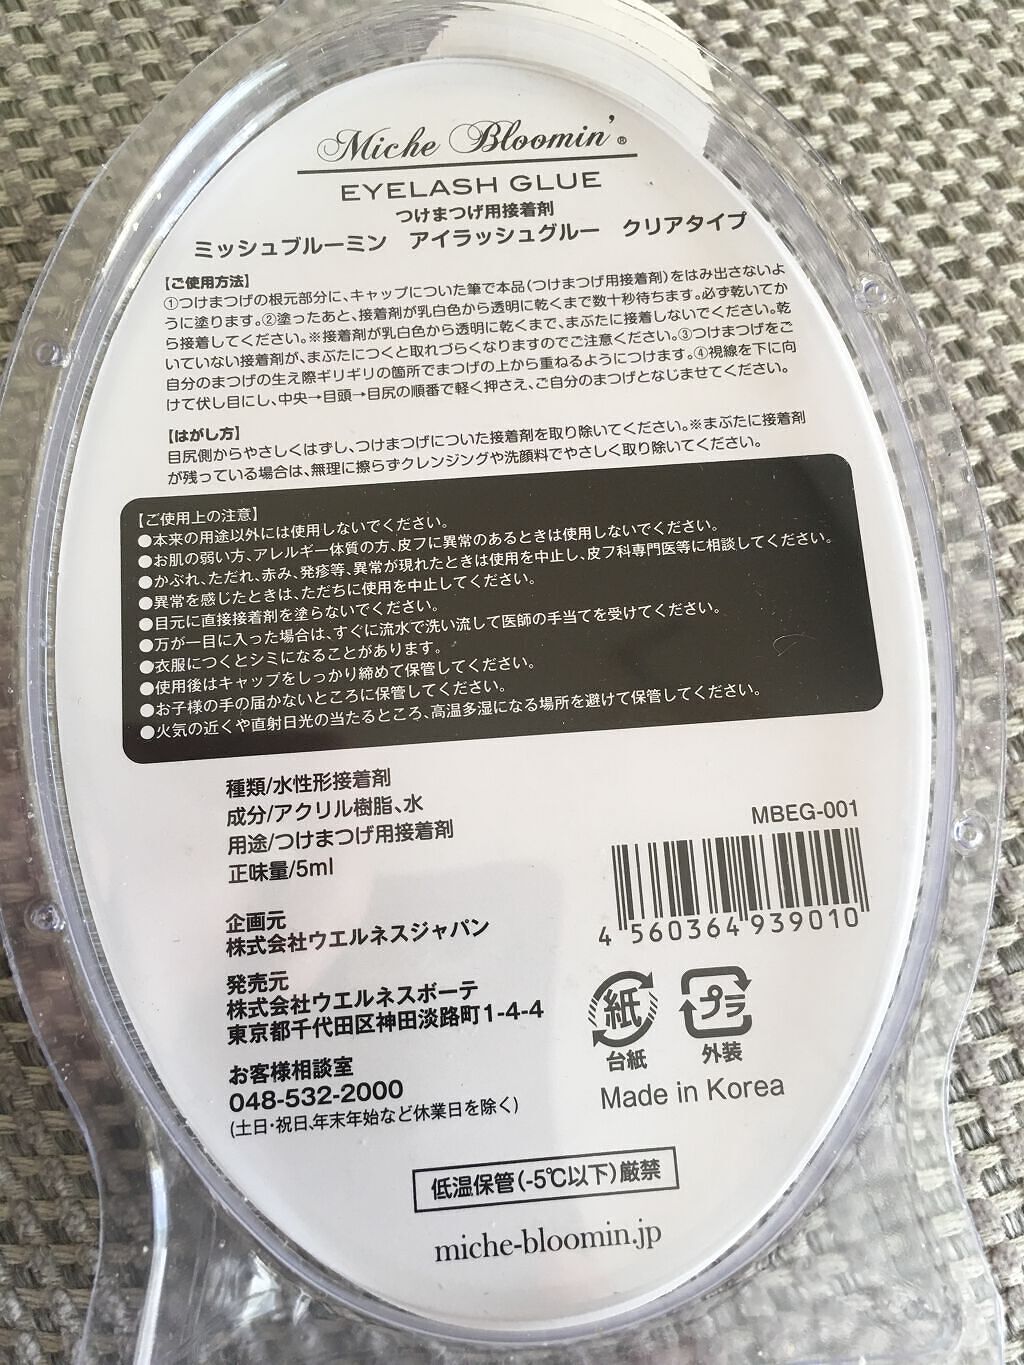 Miche Bloomin'®
EYELASH GLUE
つけまつげ用接着剤
ミッシュブルーミン アイラッシュグルー クリアタイプ
【ご使用方法】
①つけまつげの根元部分に、キャップについた筆で本品(つけまつげ用接着剤)をはみ出さないよ
うに塗ります。②塗ったあと、接着剤が乳白色から透明に乾くまで数十秒待ちます。必ず乾いてか
ら接着してください。※接着剤が乳白色から透明に乾くまで、まぶたに接着しないでください。乾
いていない接着剤が、まぶたにつくと取れづらくなりますのでご注意ください。③つけまつげをご
自分のまつげの生え際ギリギリの箇所でまつげの上から重ねるようにつけます。④視線を下に向
けて伏し目にし、中央→目頭→目尻の順番で軽く押さえ、ご自分のまつげとなじませてください。
【はがし方】
目尻側からやさしくはずし、つけまつげについた接着剤を取り除いてください。※まぶたに接着剤
が残っている場合は、無理に擦らずクレンジングや洗顔料でやさしく取り除いてください。
【ご使用上の注意】
●本来の用途以外には使用しないでください。
●お肌の弱い方、アレルギー体質の方、皮フに異常のあるときは使用しないでください。
●かぶれ、ただれ、赤み、発疹等、異常が現れたときは使用を中止し、皮フ科専門医等に相談してください。
●異常を感じたときは、ただちに使用を中止してください。
●目元に直接接着剤を塗らないでください。
●万が一目に入った場合は、すぐに流水で洗い流して医師の手当てを受けてください。
●衣服につくとシミになることがあります。
●使用後はキャップをしっかり締めて保管してください。
●お子様の手の届かないところに保管してください。
●火気の近くや直射日光の当たるところ、高温多湿になる場所を避けて保管してください。
種類/水性形接着剤
成分/アクリル樹脂、水
用途/つけまつげ用接着剤
正味量/5ml
MBEG-001
4 560364 939010
企画元
株式会社ウエルネスジャパン
発売元
株式会社ウエルネスボーテ
東京都千代田区神田淡路町1-4-4
お客様相談室
048-532-2000
(土日・祝日、年末年始など休業日を除く)
紙 プラ
台紙 外装
Made in Korea
低温保管(-5℃以下)厳禁
miche-bloomin.jp